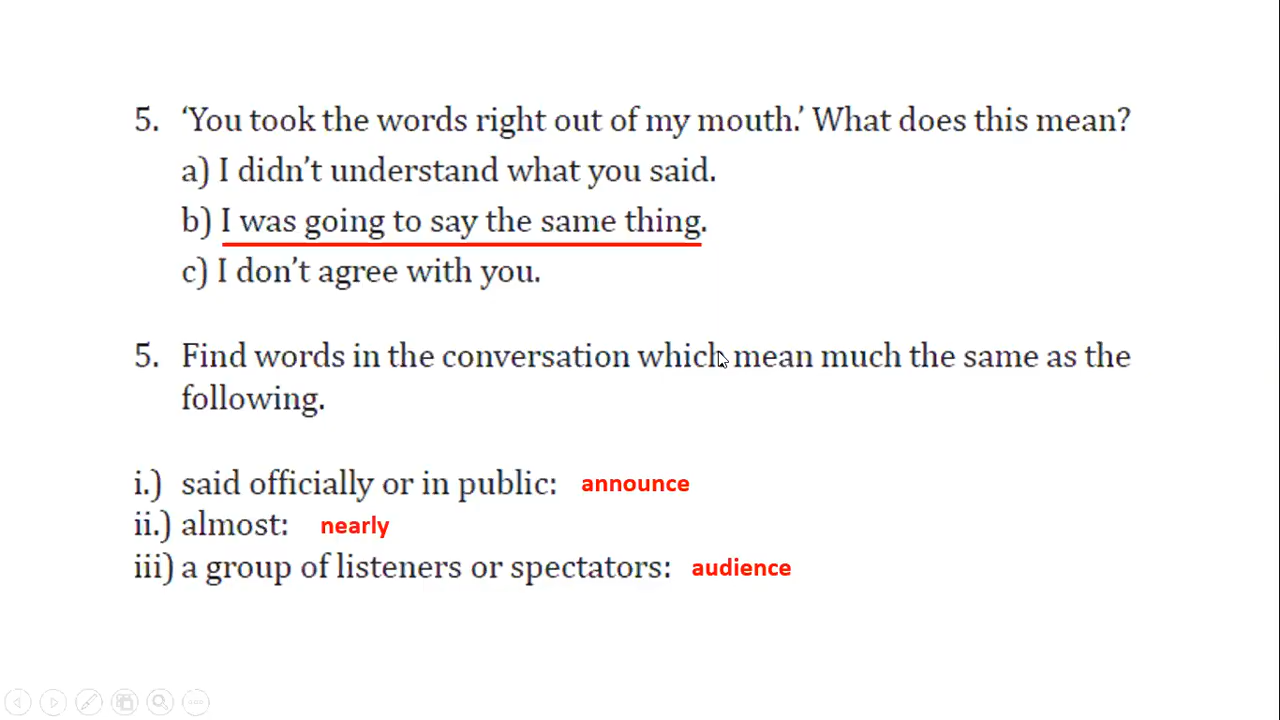 5. ‘You took the words right out of my mouth.’ What does this mean?
a) I didn’t understand what you said.
b) I was going to say the same thing.
c) I don’t agree with you.
5. Find words in the conversation which mean much the same as the
following.
i.) said officially or in public: announce
ii.) almost: nearly
iii) a group of listeners or spectators: audience